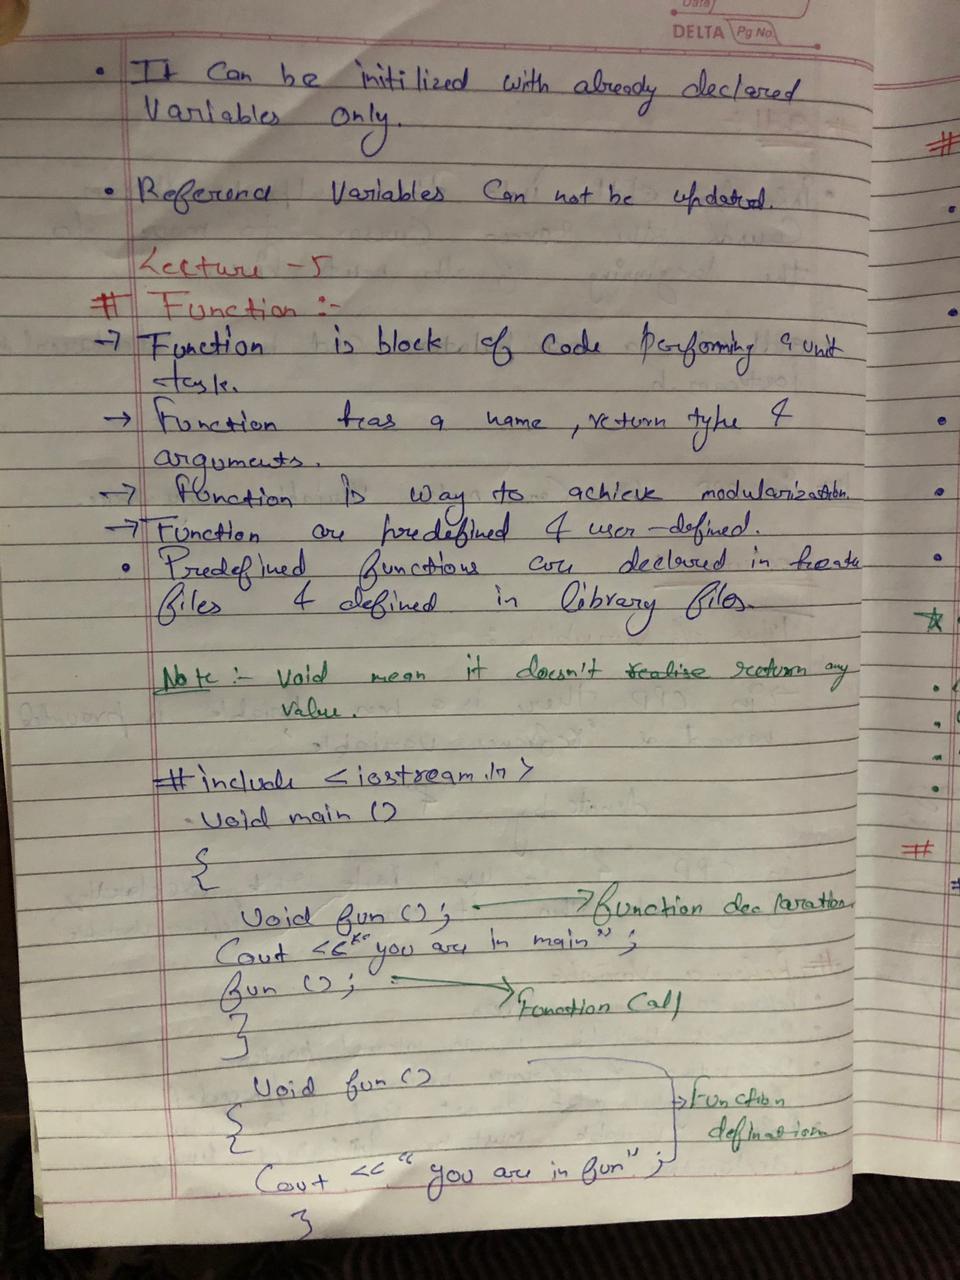 Date
DELTA Pg No.
• It Can be initilized with already declared
Variables only.
• Reference Variables Can not be updated.
Lecture - 5
# Function :-
→ Function is block of Code performing a unit
task.
→ Function has a name, return type &
arguments.
→ Function is way to achieve modularization.
→ Function are predefined & user-defined.
• Predefined functions are declared in
files & defined in library files.
Note :- Void mean it doesn't realise return any
value.
# include <iostream.h>
void main ()
{
Void fun (); → function declaration
Cout << "you are in main";
fun (); → Function Call
}
Void fun ()
{ → Function
defination
Cout << " you are in fun" ;
}